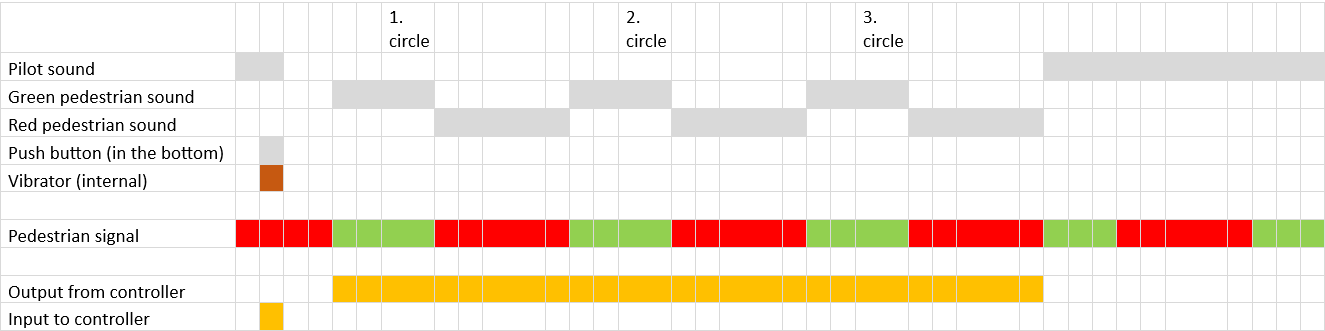 1.
circle
2.
circle
3.
circle
Pilot sound
Green pedestrian sound
Red pedestrian sound
Push button (in the bottom)
Vibrator (internal)
Pedestrian signal
Output from controller
Input to controller